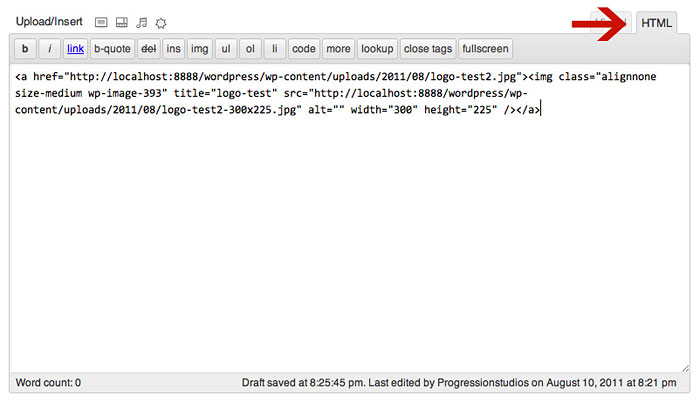 Upload/Insert
HTML
b i link b-quote del ins img ul ol li code more lookup close tags fullscreen
<a href="http://localhost:8888/wordpress/wp-content/uploads/2011/08/logo-test2.jpg"><img class="alignnone
size-medium wp-image-393" title="logo-test" src="http://localhost:8888/wordpress/wp-
content/uploads/2011/08/logo-test2-300x225.jpg" alt="" width="300" height="225" /></a>
Word count: 0
Draft saved at 8:25:45 pm. Last edited by Progressionstudios on August 10, 2011 at 8:21 pm